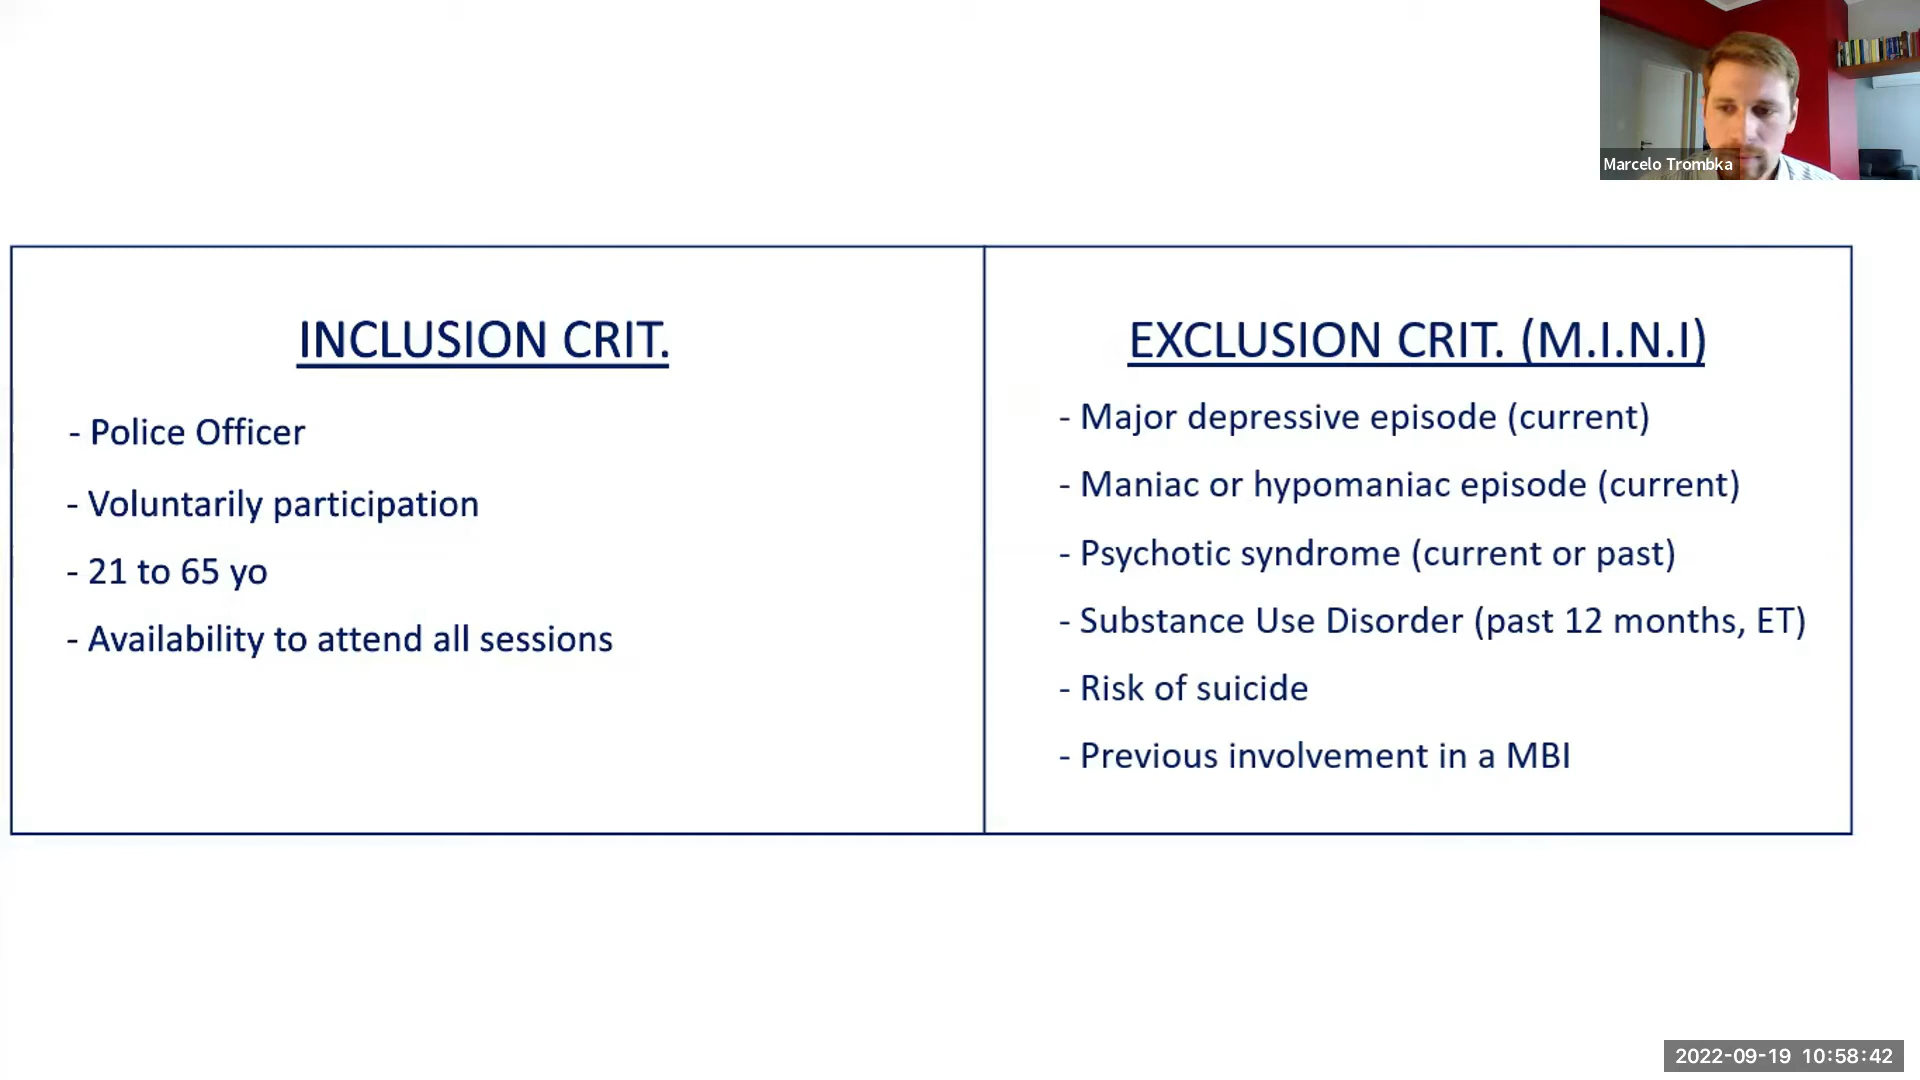 Marcelo Trombka
INCLUSION CRIT.
- Police Officer
- Voluntarily participation
- 21 to 65 yo
- Availability to attend all sessions
EXCLUSION CRIT. (M.I.N.I)
- Major depressive episode (current)
- Maniac or hypomaniac episode (current)
- Psychotic syndrome (current or past)
- Substance Use Disorder (past 12 months, ET)
- Risk of suicide
- Previous involvement in a MBI
2022-09-19 10:58:42